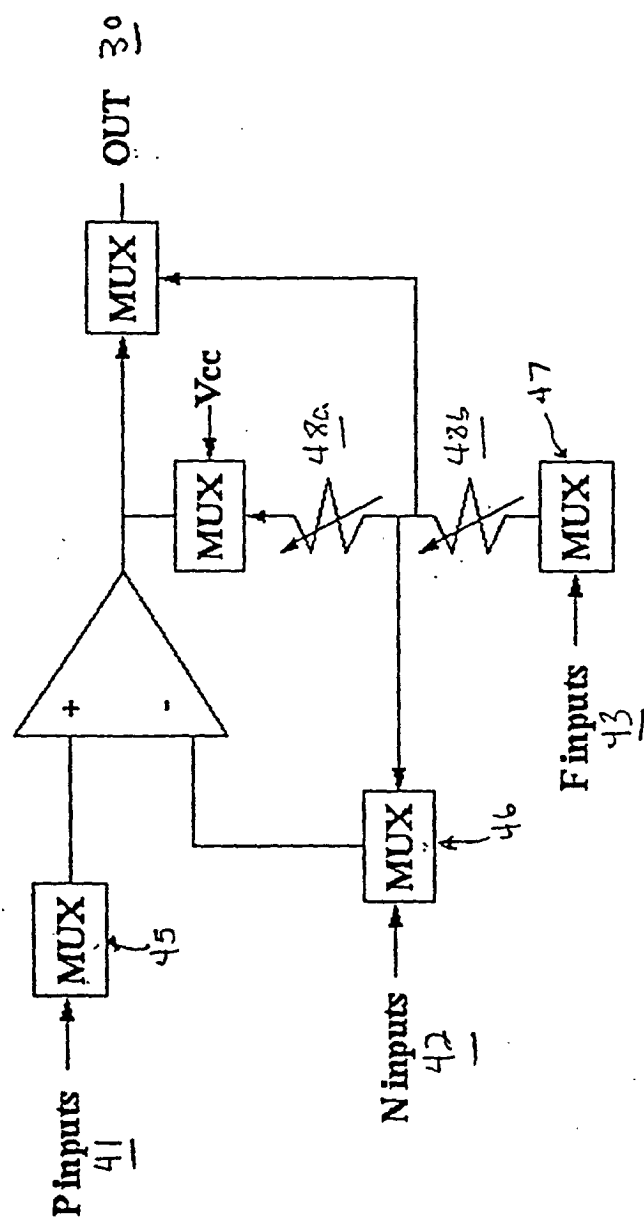 P inputs
41
MUX
45
N inputs
42
MUX
46
+
-
F inputs
43
MUX
47
MUX
Vcc
48a
48b
MUX
OUT
30